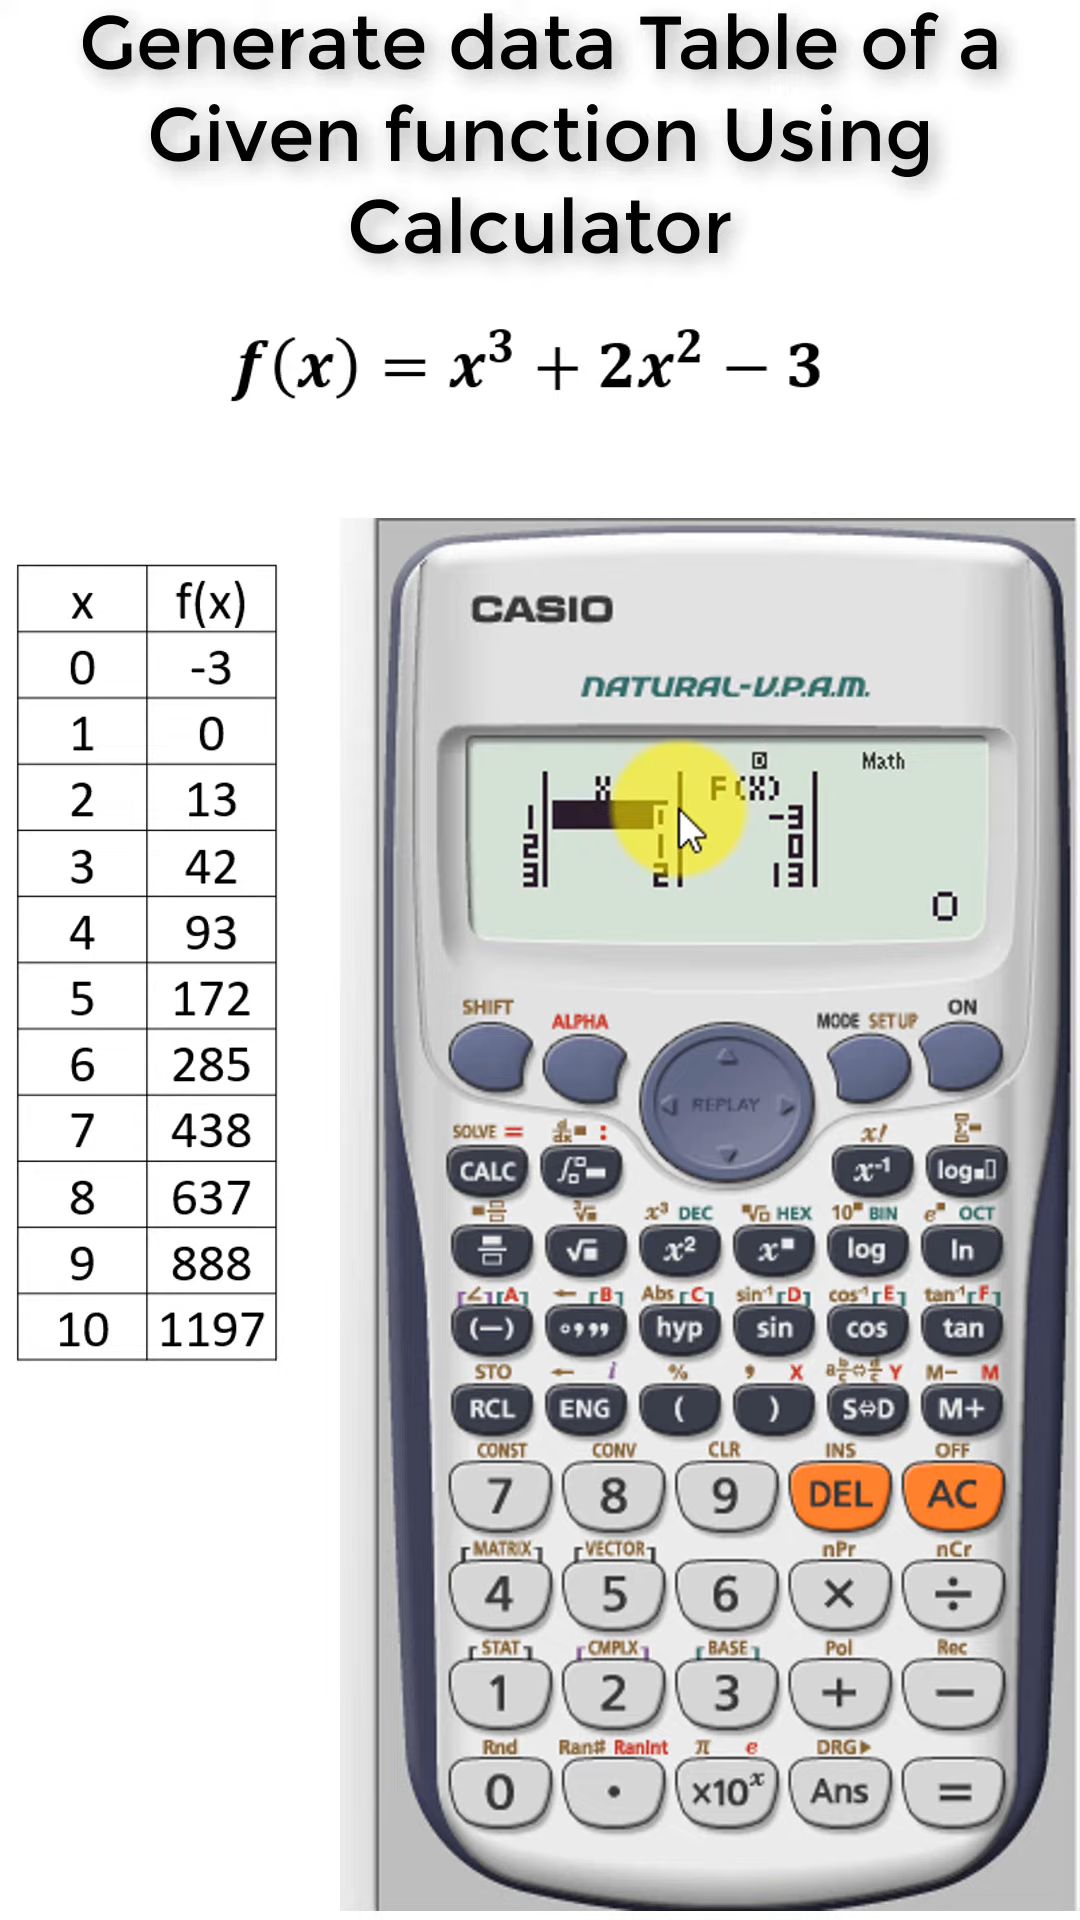 Generate data Table of a
Given function Using
Calculator
f(x) = x³ + 2x² − 3
x f(x)
0 -3
1 0
2 13
3 42
4 93
5 172
6 285
7 438
8 637
9 888
10 1197
CASIO
NATURAL-V.P.A.M.
D Math
X F(X)
1 -3
2 1 0
3 2 13
0
SHIFT ALPHA MODE SETUP ON
REPLAY
SOLVE = d/dx : x! Σ
CALC ∫ x⁻¹ log
x³ DEC HEX 10 BIN e OCT
√ x² x log ln
∠ A ← B Abs C sin⁻¹ D cos⁻¹ E tan⁻¹ F
(−) °’’’ hyp sin cos tan
STO ← i % , X a b/c⇔d/c Y M− M
RCL ENG ( ) S⇔D M+
CONST CONV CLR INS OFF
7 8 9 DEL AC
MATRIX VECTOR nPr nCr
4 5 6 × ÷
STAT CMPLX BASE Pol Rec
1 2 3 + −
Rnd Ran# RanInt π e DRG▶
0 . ×10ˣ Ans =